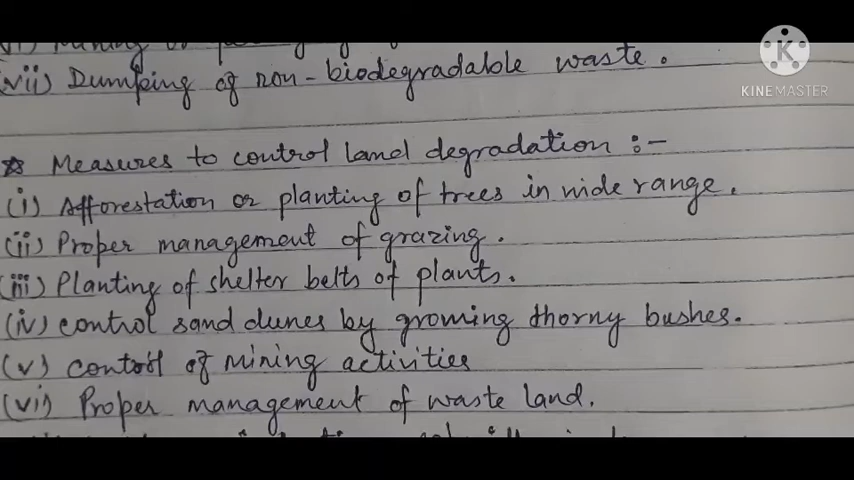 (vii) Dumping of non-biodegradable waste.
K
KINEMASTER
☆ Measures to control land degradation :-
(i) Afforestation or planting of trees in wide range.
(ii) Proper management of grazing.
(iii) Planting of shelter belts of plants.
(iv) control sand dunes by growing thorny bushes.
(v) control of mining activities
(vi) Proper management of waste land.